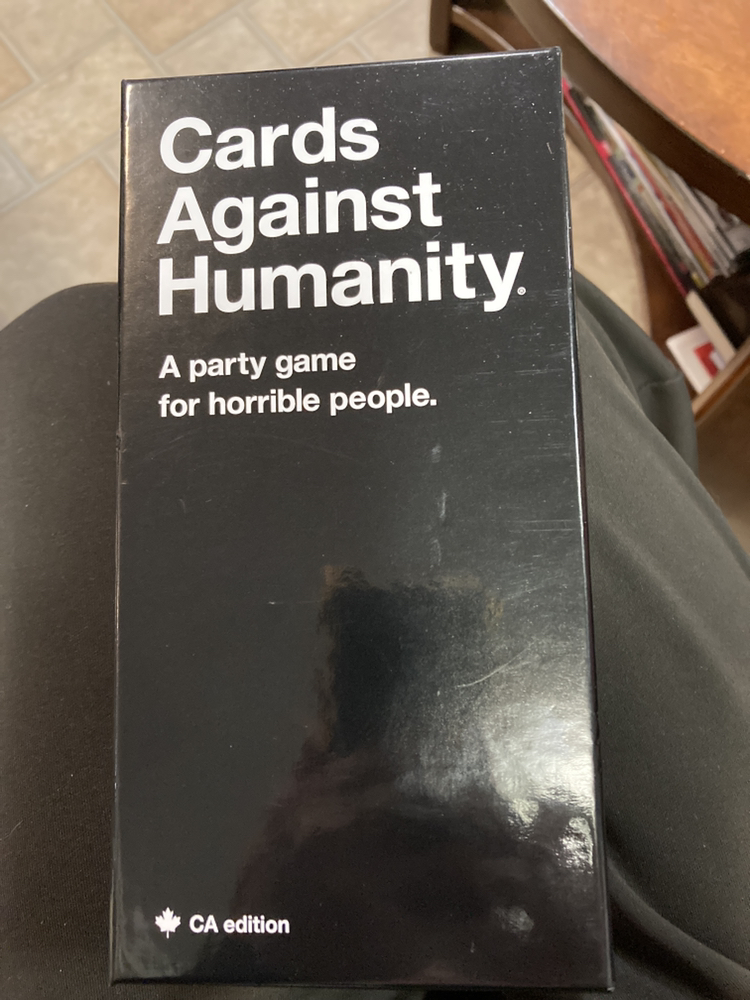 Cards
Against
Humanity.®
A party game
for horrible people.
CA edition